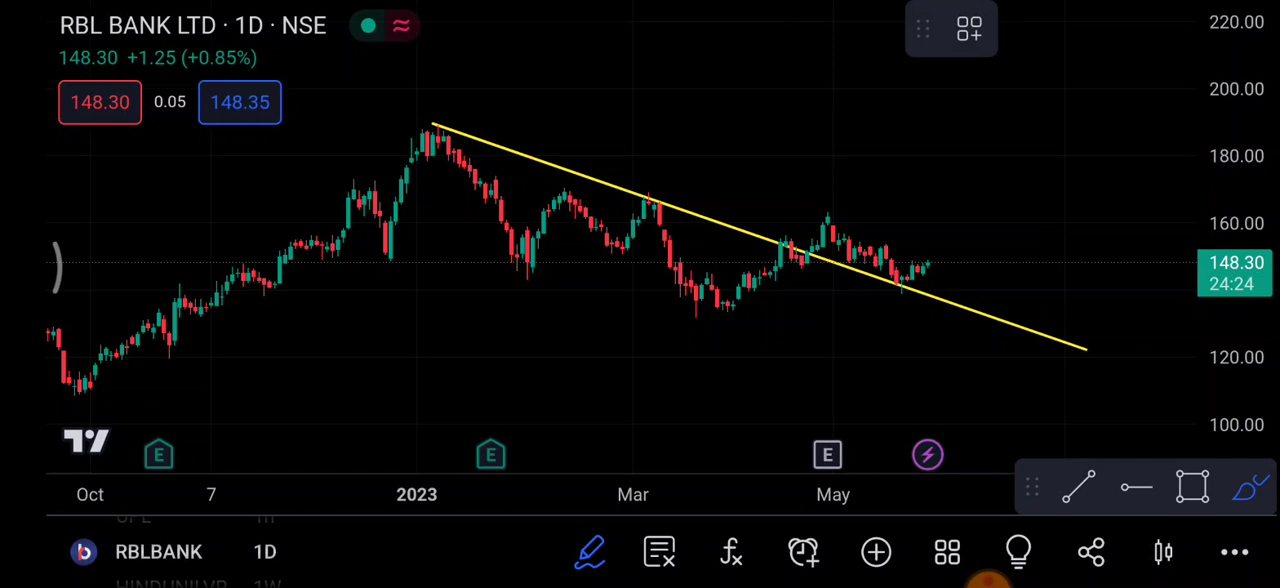 RBL BANK LTD · 1D · NSE
148.30 +1.25 (+0.85%)
148.30 0.05 148.35
220.00
200.00
180.00
160.00
148.30
24:24
120.00
100.00
E E E
Oct 7 2023 Mar May
RBLBANK 1D
HINDUNILVR 1W